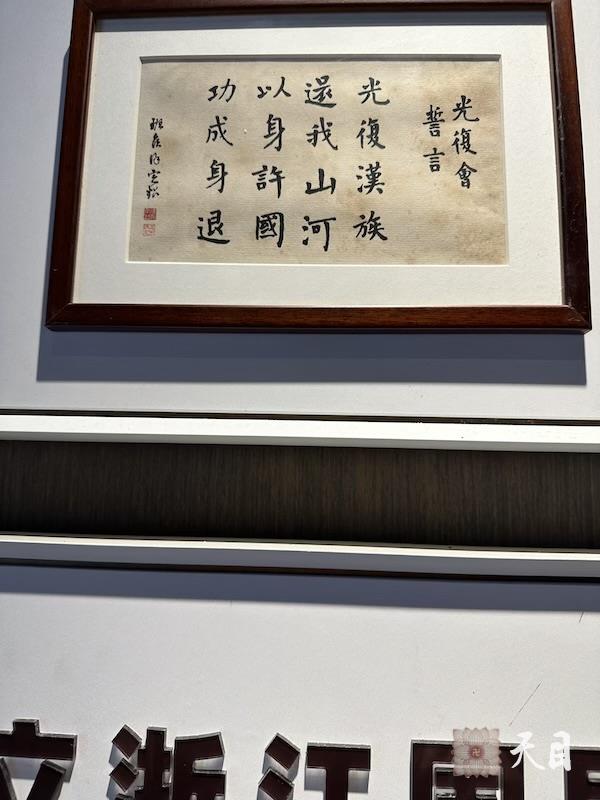 光復會
誓言
光復漢族
還我山河
以身許國
功成身退
浙江
天目